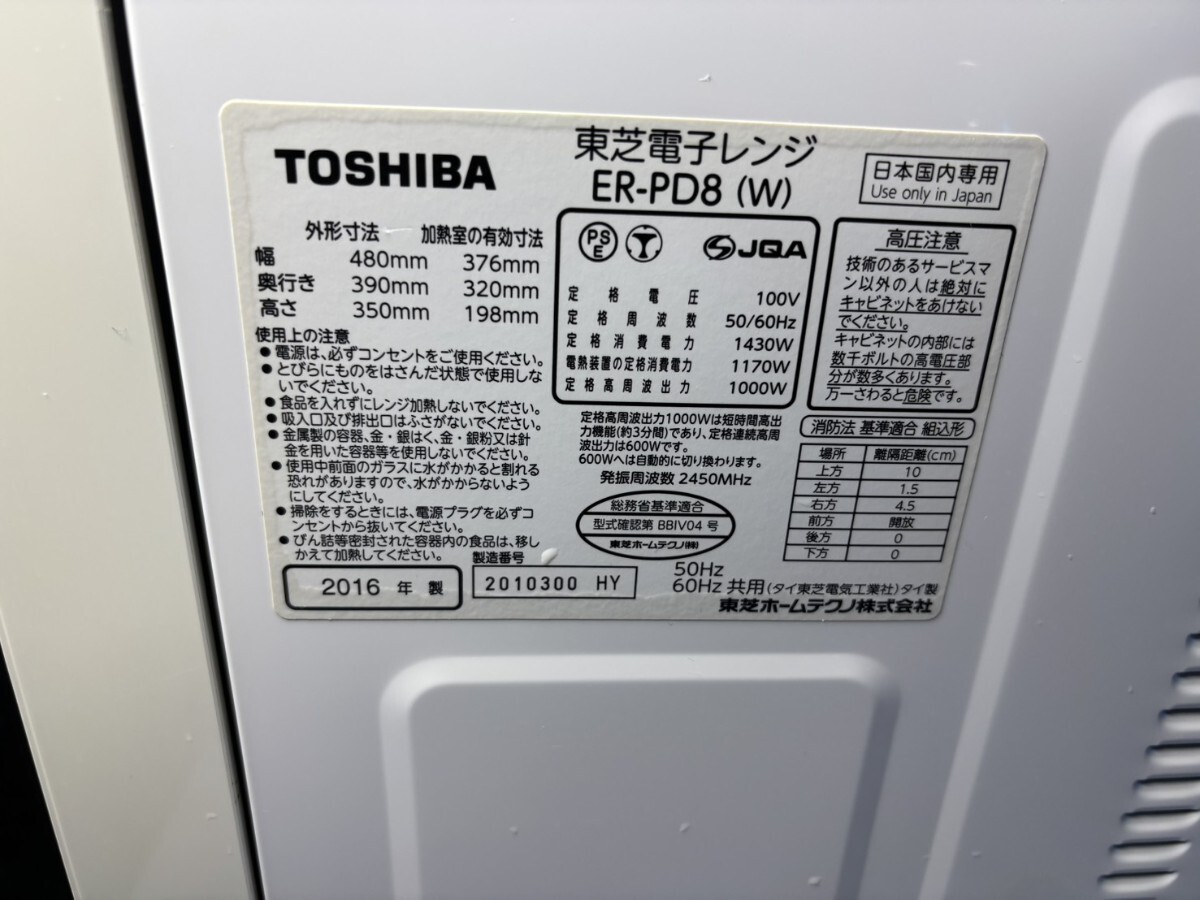 TOSHIBA
東芝電子レンジ
ER-PD8 (W)
日本国内専用
Use only in Japan
外形寸法 加熱室の有効寸法
幅 480mm 376mm
奥行き 390mm 320mm
高さ 350mm 198mm
使用上の注意
●電源は、必ずコンセントをご使用ください。
●とびらにものをはさんだ状態で使用しな
いでください。
●食品を入れずにレンジ加熱しないでください。
●吸入口及び排出口はふさがないでください。
●金属製の容器、金・銀はく、金・銀粉又は針
金を用いた容器等を使用しないでください。
●使用中前面のガラスに水がかかると割れる
恐れがありますので、水がかからないよう
にしてください。
●掃除をするときには、電源プラグを必ずコ
ンセントから抜いてください。
●びん詰等密封された容器内の食品は、移し
かえて加熱してください。
2016 年 製
製造番号
2010300 HY
PS
E
JQA
定格電圧 100V
定格周波数 50/60Hz
定格消費電力 1430W
電熱装置の定格消費電力 1170W
定格高周波出力 1000W
定格高周波出力1000Wは短時間高出
力機能(約3分間)であり、定格連続高周
波出力は600Wです。
600Wへは自動的に切り換わります。
発振周波数 2450MHz
総務省基準適合
型式確認第 BBIV04 号
東芝ホームテクノ(株)
高圧注意
技術のあるサービスマ
ン以外の人は絶対に
キャビネットをあけない
でください。
キャビネットの内部には
数千ボルトの高電圧部
分が数多くあります。
万一さわると危険です。
消防法 基準適合 組込形
場所 離隔距離(cm)
上方 10
左方 1.5
右方 4.5
前方 開放
後方 0
下方 0
50Hz
60Hz 共用 (タイ東芝電気工業社) タイ製
東芝ホームテクノ株式会社